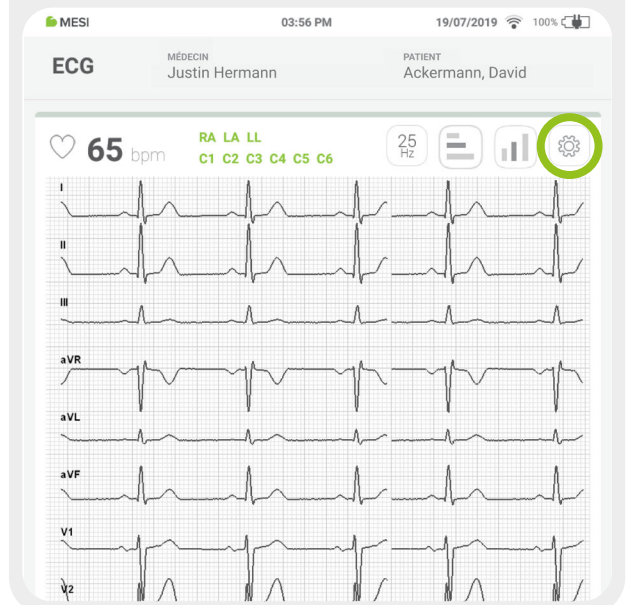 MESI 03:56 PM 19/07/2019 100%
ECG
MÉDECIN
Justin Hermann
PATIENT
Ackermann, David
65 bpm
RA LA LL
C1 C2 C3 C4 C5 C6
25
Hz
I
II
III
aVR
aVL
aVF
V1
V2